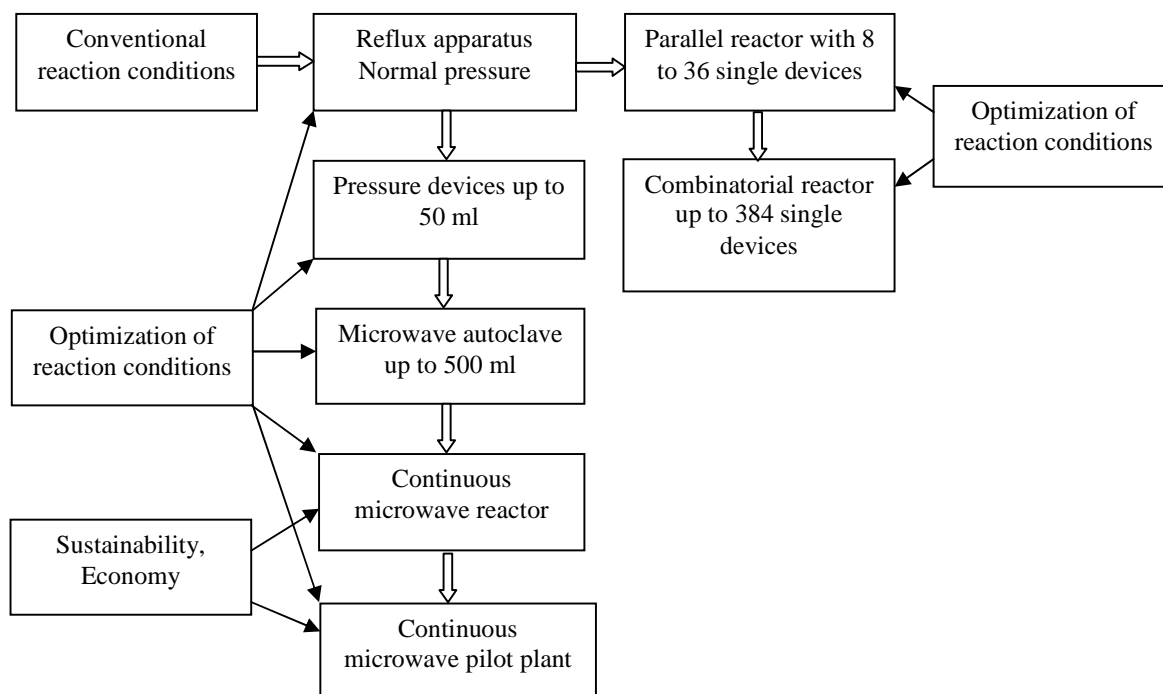 Conventional
reaction conditions
Reflux apparatus
Normal pressure
Parallel reactor with 8
to 36 single devices
Optimization of
reaction conditions
Pressure devices up to
50 ml
Combinatorial reactor
up to 384 single
devices
Optimization of
reaction conditions
Microwave autoclave
up to 500 ml
Continuous
microwave reactor
Sustainability,
Economy
Continuous
microwave pilot plant